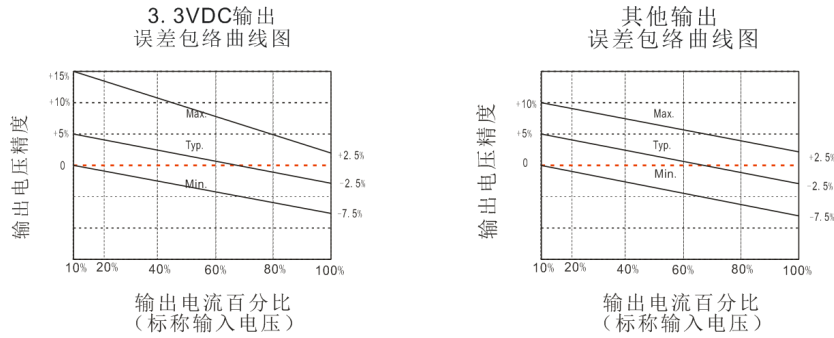 3. 3VDC输出
误差包络曲线图
+15%
+10%
+5%
0
Max.
Typ.
Min.
+2.5%
-2.5%
-7.5%
10% 20% 40% 60% 80% 100%
输出电压精度
输出电流百分比
（标称输入电压）
其他输出
误差包络曲线图
+10%
+5%
0
Max.
Typ.
Min.
+2.5%
-2.5%
-7.5%
10% 20% 40% 60% 80% 100%
输出电压精度
输出电流百分比
（标称输入电压）